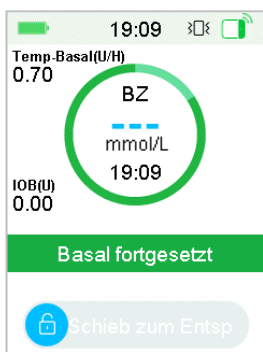 19:09
Temp-Basal(U/H)
0.70
BZ
---
mmol/L
19:09
IOB(U)
0.00
Basal fortgesetzt
Schieb zum Entsp